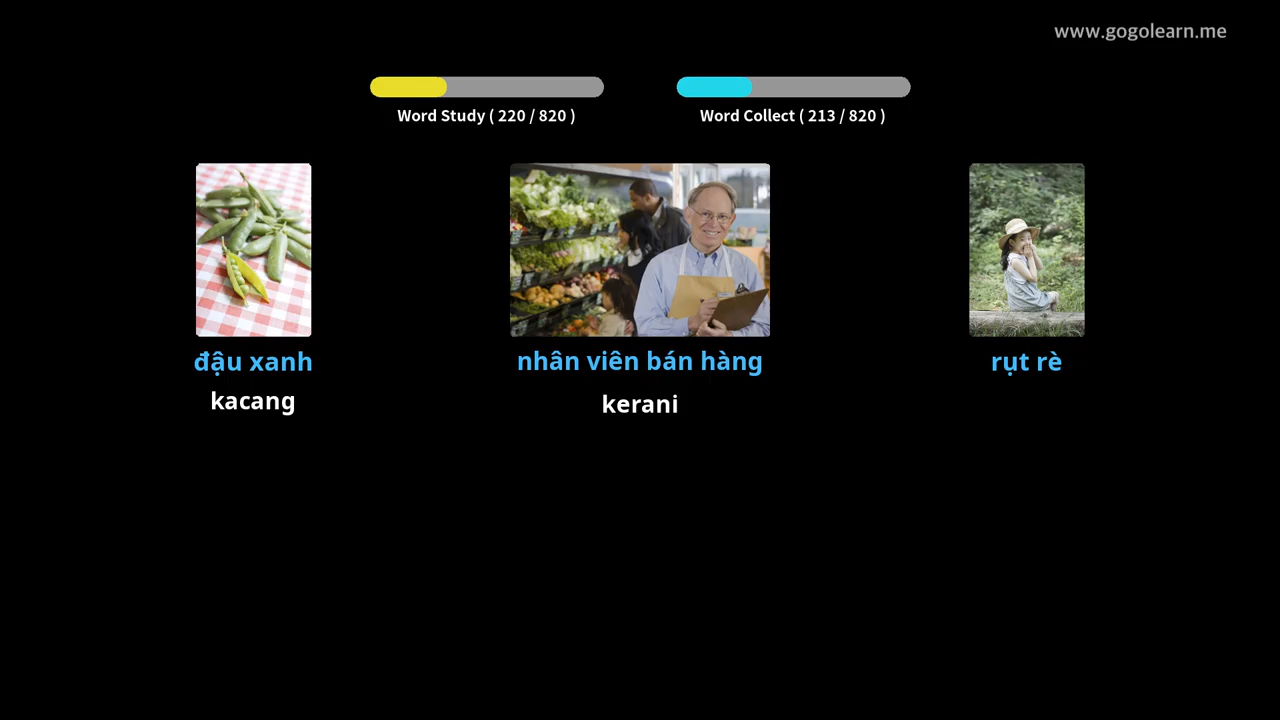 www.gogolearn.me
Word Study ( 220 / 820 )
Word Collect ( 213 / 820 )
đậu xanh
nhân viên bán hàng
rụt rè
kacang
kerani